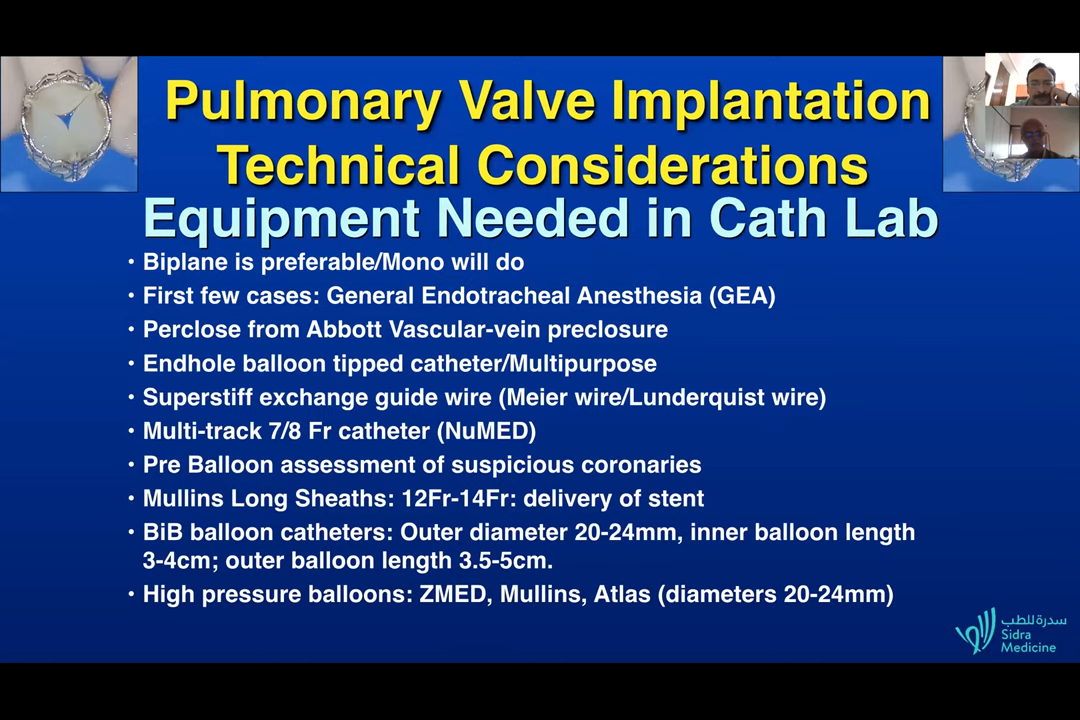 Pulmonary Valve Implantation
Technical Considerations
Equipment Needed in Cath Lab
• Biplane is preferable/Mono will do
• First few cases: General Endotracheal Anesthesia (GEA)
• Perclose from Abbott Vascular-vein preclosure
• Endhole balloon tipped catheter/Multipurpose
• Superstiff exchange guide wire (Meier wire/Lunderquist wire)
• Multi-track 7/8 Fr catheter (NuMED)
• Pre Balloon assessment of suspicious coronaries
• Mullins Long Sheaths: 12Fr-14Fr: delivery of stent
• BiB balloon catheters: Outer diameter 20-24mm, inner balloon length
3-4cm; outer balloon length 3.5-5cm.
• High pressure balloons: ZMED, Mullins, Atlas (diameters 20-24mm)
سدرة للطب
Sidra
Medicine